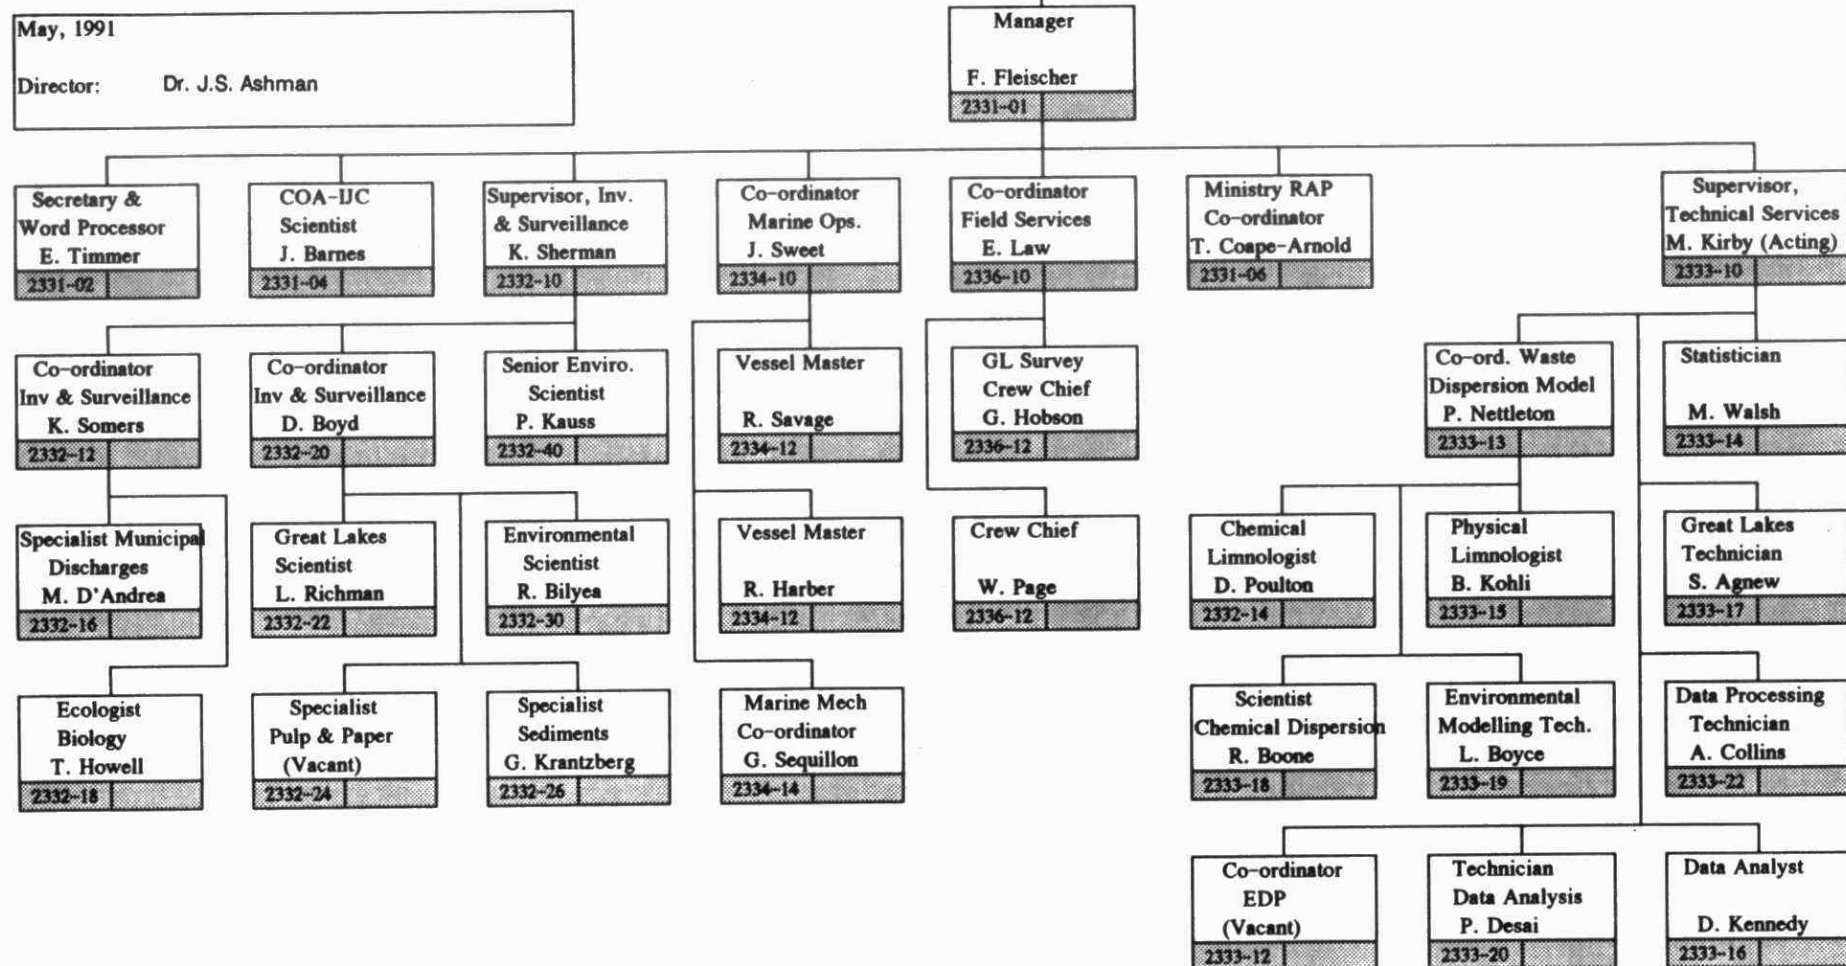 May, 1991
Director: Dr. J.S. Ashman
Manager
F. Fleischer
2331-01
Secretary &
Word Processor
E. Timmer
2331-02
COA-IJC
Scientist
J. Barnes
2331-04
Supervisor, Inv.
& Surveillance
K. Sherman
2332-10
Co-ordinator
Marine Ops.
J. Sweet
2334-10
Co-ordinator
Field Services
E. Law
2336-10
Ministry RAP
Co-ordinator
T. Coape-Arnold
2331-06
Supervisor,
Technical Services
M. Kirby (Acting)
2333-10
Co-ordinator
Inv & Surveillance
K. Somers
2332-12
Co-ordinator
Inv & Surveillance
D. Boyd
2332-20
Senior Enviro.
Scientist
P. Kauss
2332-40
Vessel Master
R. Savage
2334-12
GL Survey
Crew Chief
G. Hobson
2336-12
Co-ord. Waste
Dispersion Model
P. Nettleton
2333-13
Statistician
M. Walsh
2333-14
Specialist Municipal
Discharges
M. D'Andrea
2332-16
Great Lakes
Scientist
L. Richman
2332-22
Environmental
Scientist
R. Bilyea
2332-30
Vessel Master
R. Harber
2334-12
Crew Chief
W. Page
2336-12
Chemical
Limnologist
D. Poulton
2332-14
Physical
Limnologist
B. Kohli
2333-15
Great Lakes
Technician
S. Agnew
2333-17
Ecologist
Biology
T. Howell
2332-18
Specialist
Pulp & Paper
(Vacant)
2332-24
Specialist
Sediments
G. Krantzberg
2332-26
Marine Mech
Co-ordinator
G. Sequillon
2334-14
Scientist
Chemical Dispersion
R. Boone
2333-18
Environmental
Modelling Tech.
L. Boyce
2333-19
Data Processing
Technician
A. Collins
2333-22
Co-ordinator
EDP
(Vacant)
2333-12
Technician
Data Analysis
P. Desai
2333-20
Data Analyst
D. Kennedy
2333-16